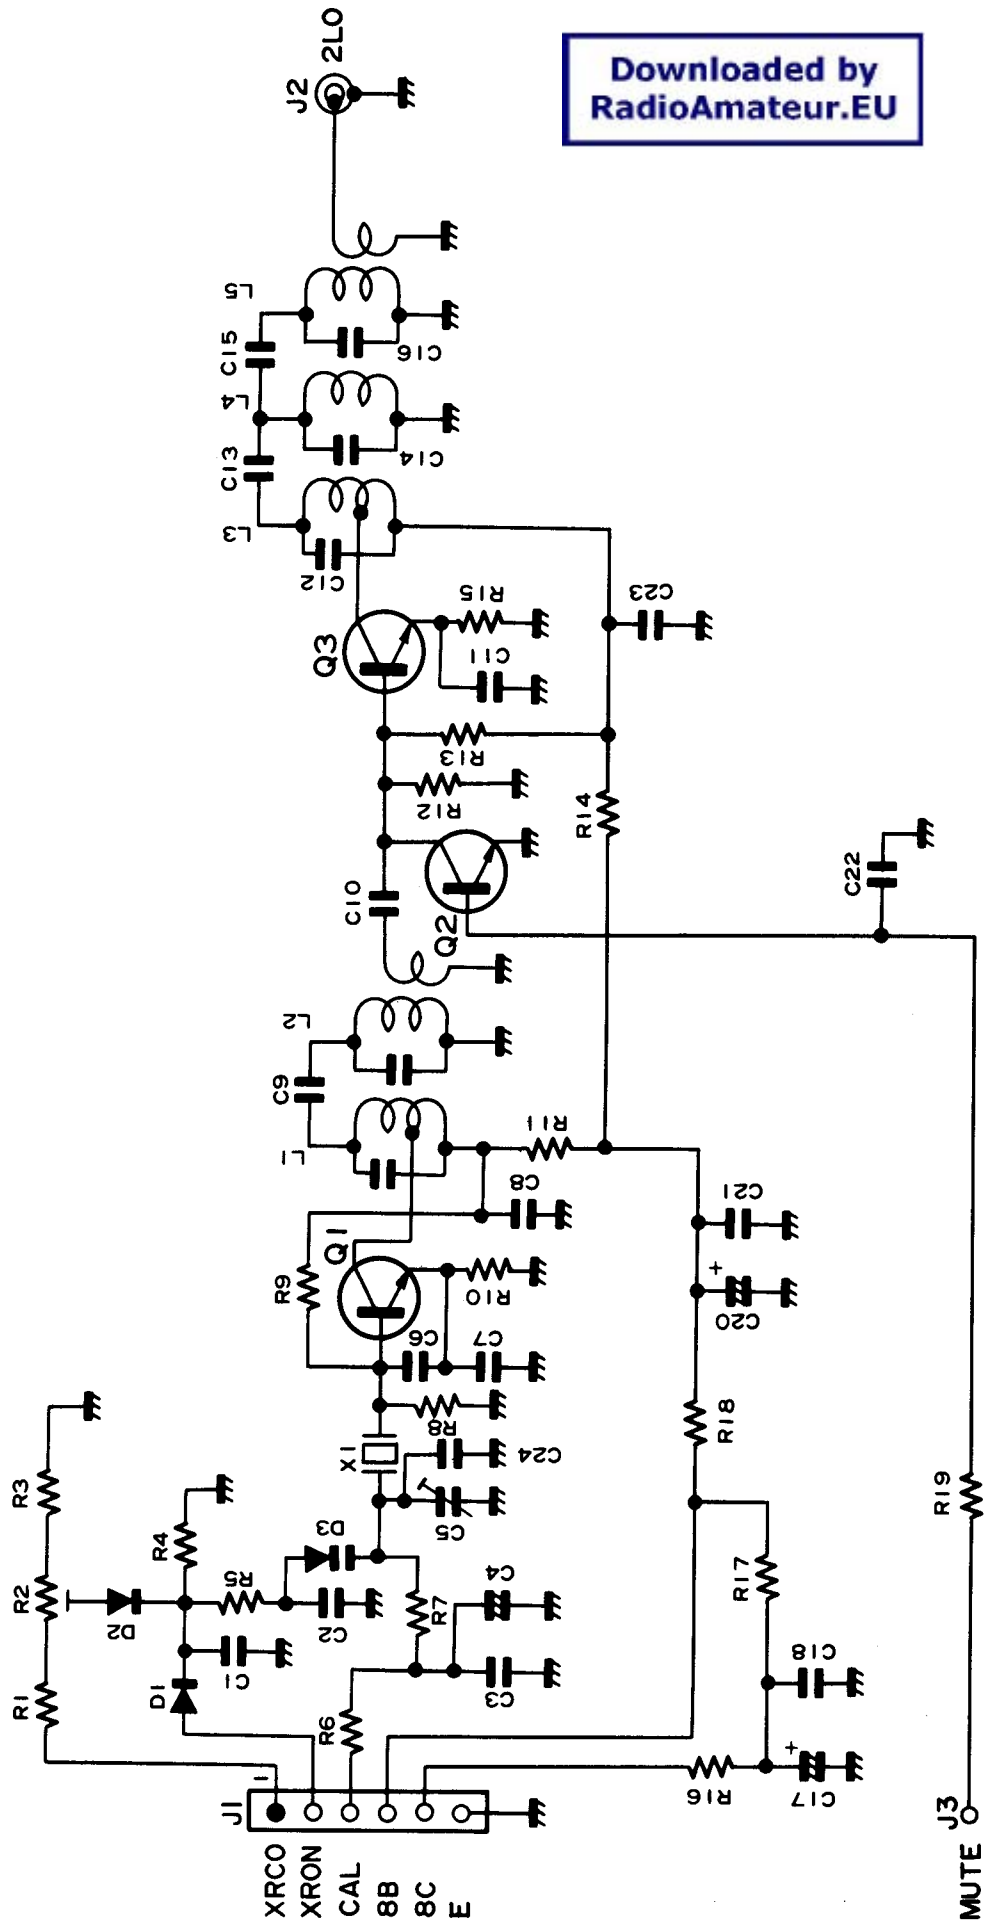 2LO
J2
Downloaded by
RadioAmateur.EU
L5
C15
C16
L4
C13
C14
L3
C12
Q3
R15
C11
C23
R13
R12
R14
C10
Q2
C22
L2
C9
L1
R11
C8
C21
Q1
R9
R10
+
C20
C6
C7
R8
R18
X1
C24
R3
R4
D3
C5
R19
R2
R5
C4
R17
D2
C2
R7
C1
C18
R1
D1
C3
R6
+
1
J1
R16
C17
J3
XRCO
XRON
CAL
8B
8C
E
MUTE